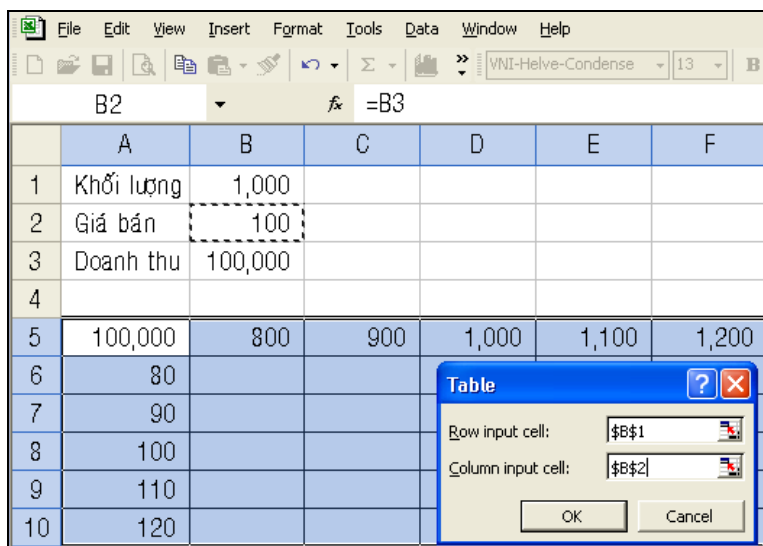 File Edit View Insert Format Tools Data Window Help
VNI-Helve-Condense 13 B
B2 fx =B3
A B C D E F
1 Khối lượng 1,000
2 Giá bán 100
3 Doanh thu 100,000
4
5 100,000 800 900 1,000 1,100 1,200
6 80
Table
7 90
Row input cell: $B$1
8 100
Column input cell: $B$2
9 110
OK Cancel
10 120